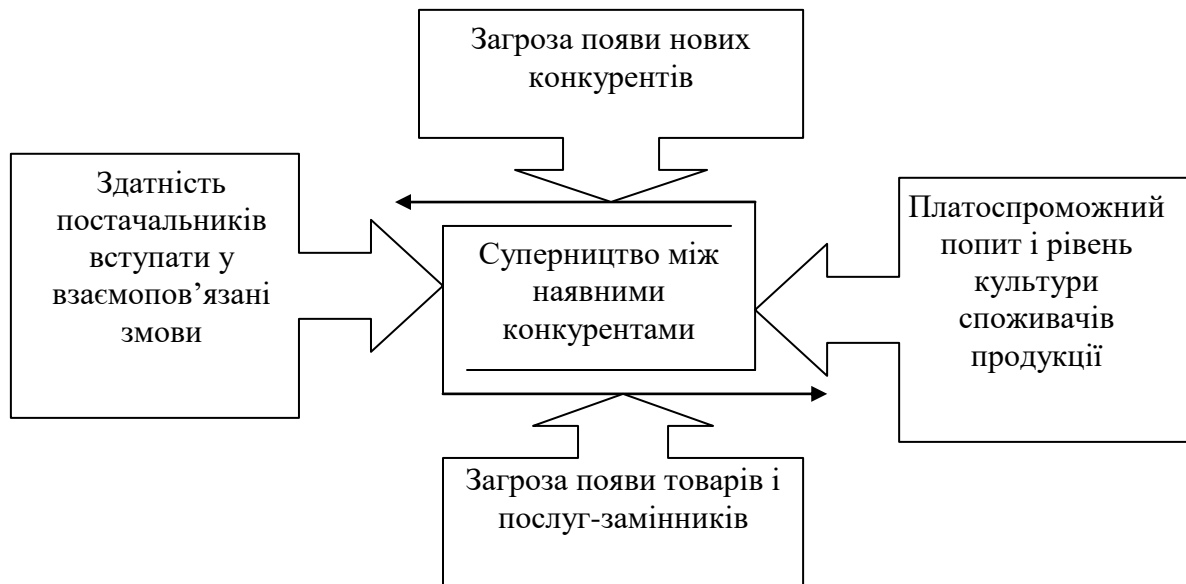 Загроза появи нових
конкурентів
Здатність
постачальників
вступати у
взаємопов’язані
змови
Суперництво між
наявними
конкурентами
Платоспроможний
попит і рівень
культури
споживачів
продукції
Загроза появи товарів і
послуг-замінників